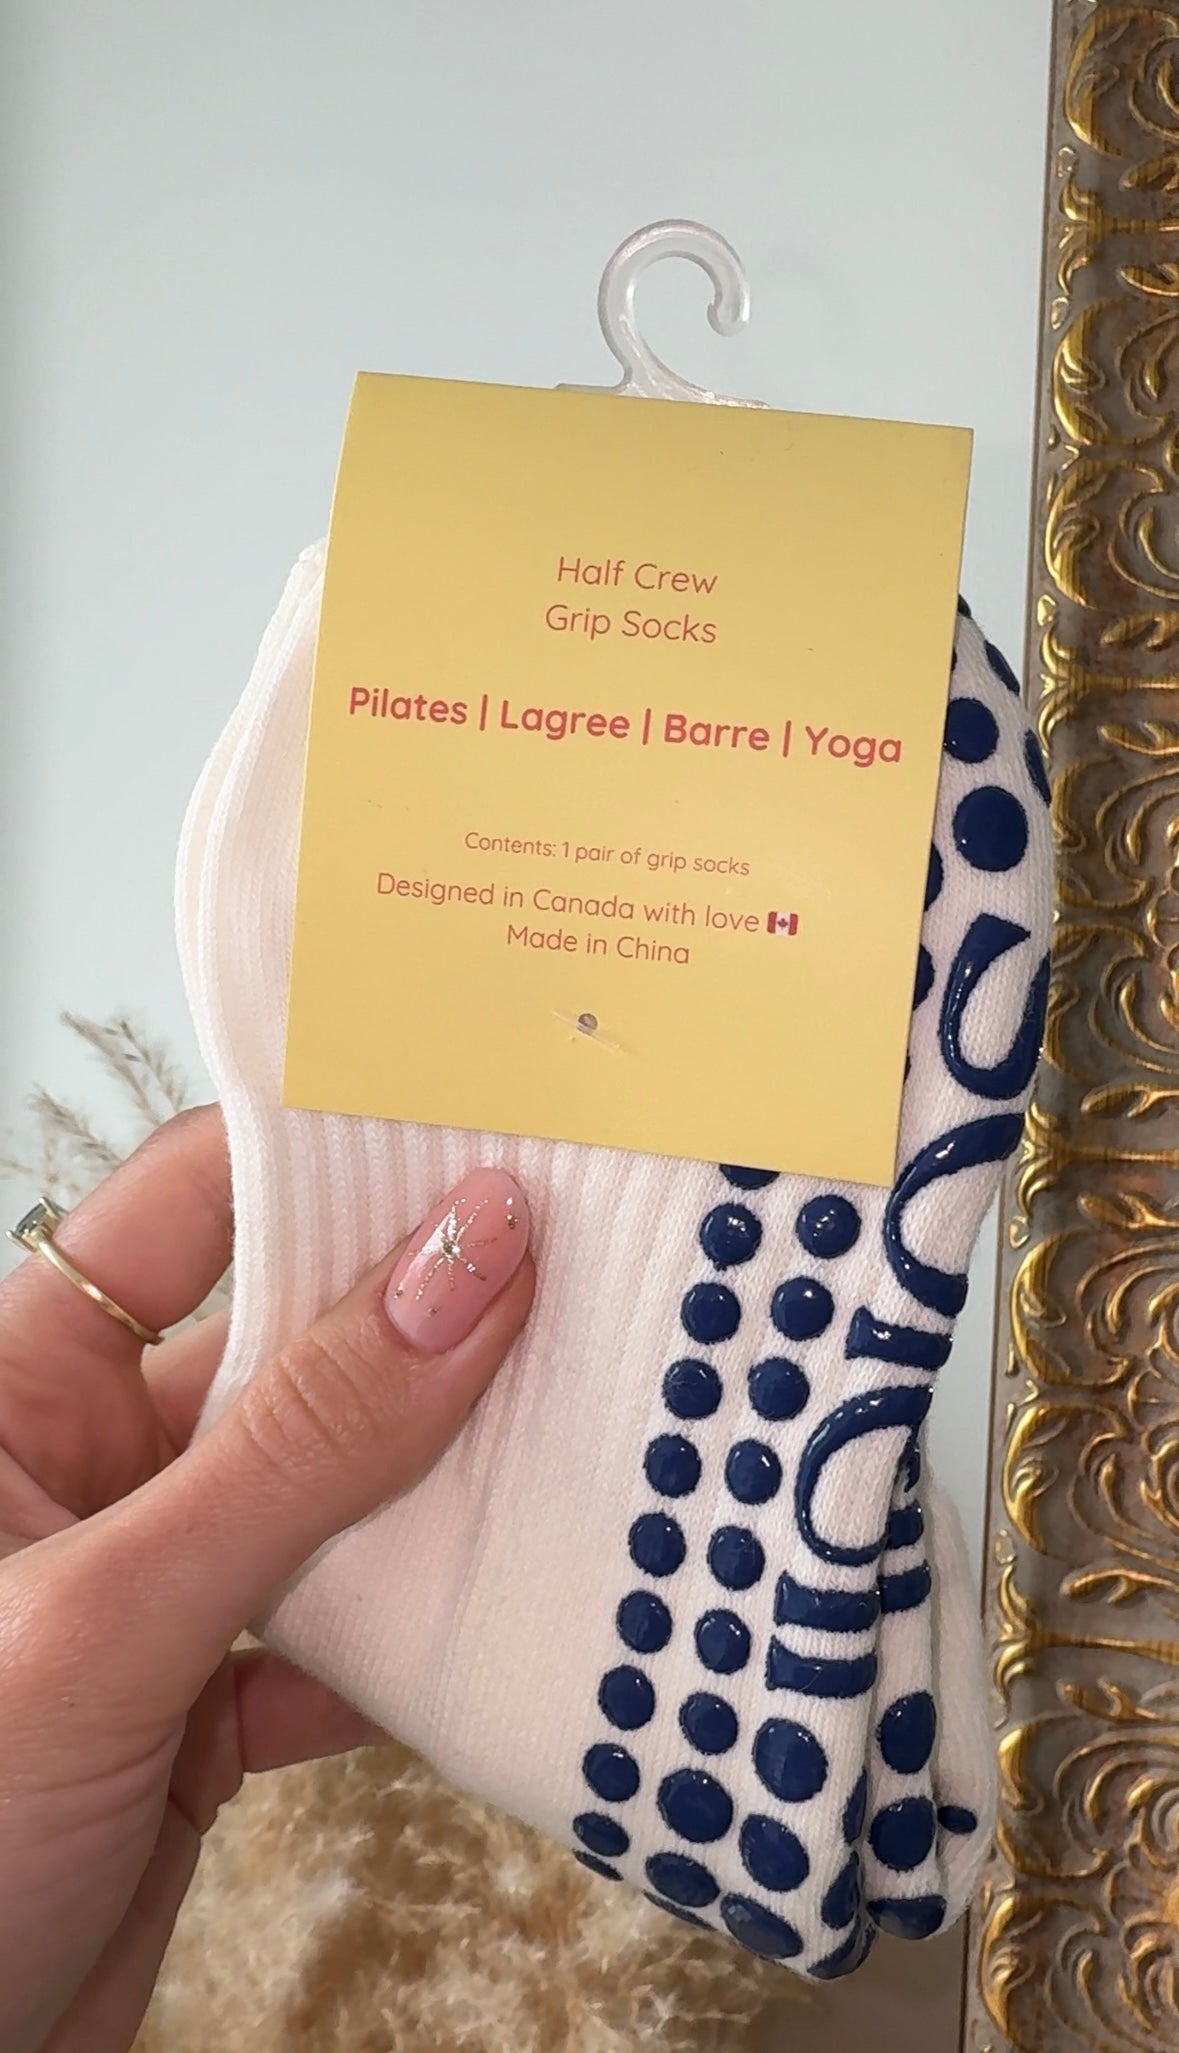 Half Crew
Grip Socks
Pilates | Lagree | Barre | Yoga
Contents: 1 pair of grip socks
Designed in Canada with love 🇨🇦
Made in China